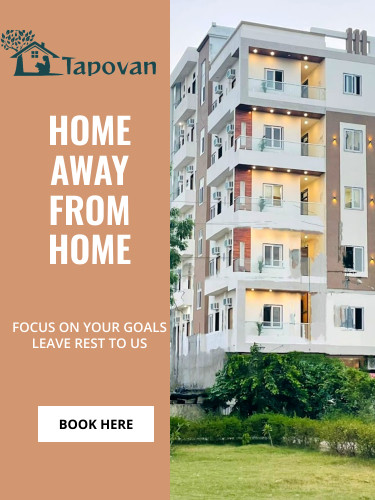 Tapovan
HOME
AWAY
FROM
HOME
FOCUS ON YOUR GOALS
LEAVE REST TO US
BOOK HERE